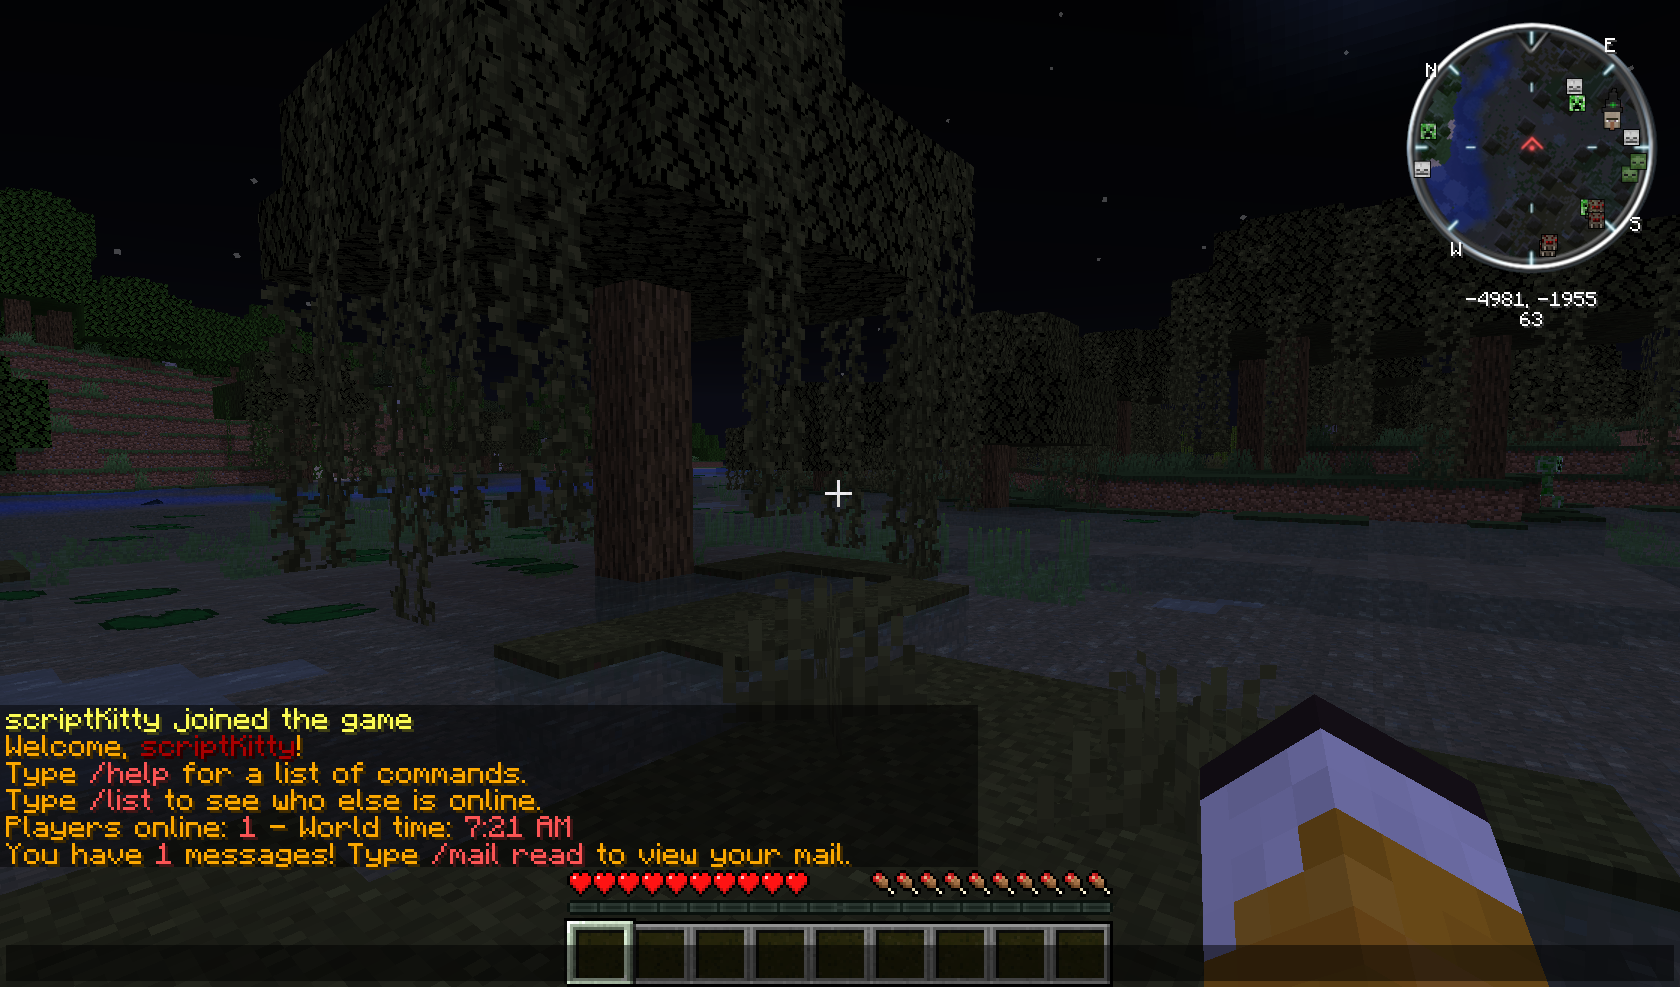 N
E
S
W
-4981, -1955
63
scriptKitty joined the game
Welcome, scriptKitty!
Type /help for a list of commands.
Type /list to see who else is online.
Players online: 1 - World time: 7:21 AM
You have 1 messages! Type /mail read to view your mail.